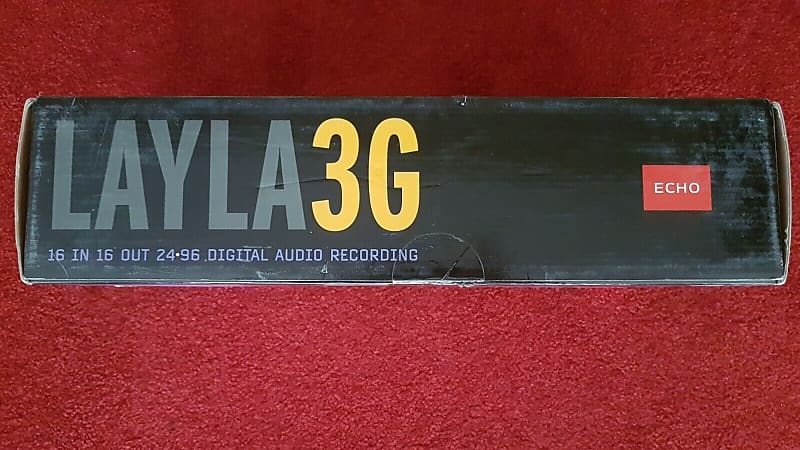 LAYLA3G
ECHO
16 IN 16 OUT 24•96 DIGITAL AUDIO RECORDING